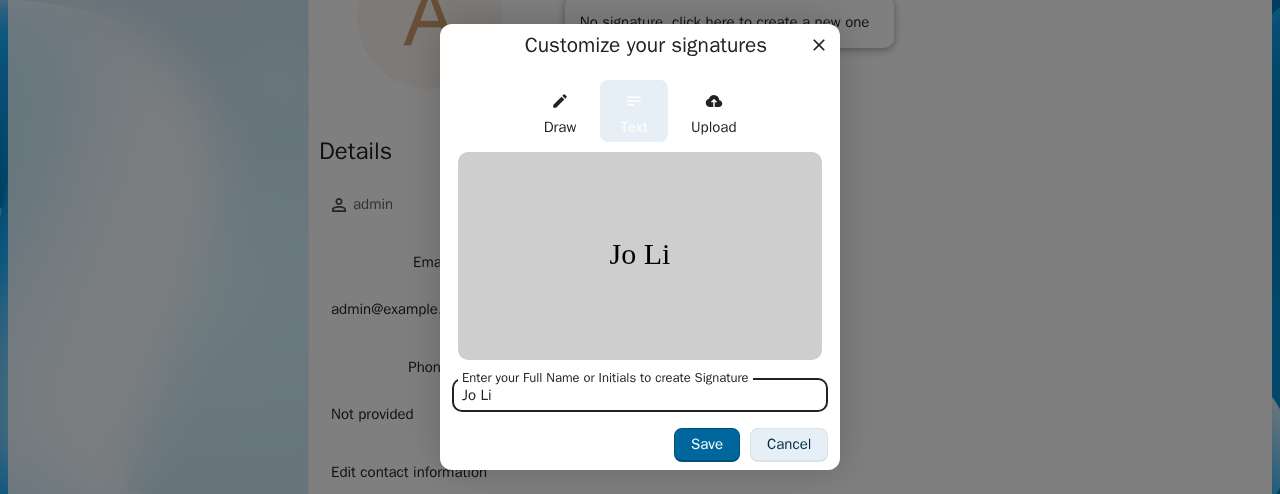 A
No signature, click here to create a new one
Customize your signatures
Draw
Text
Upload
Details
admin
Jo Li
Ema
admin@example.
Phon
Enter your Full Name or Initials to create Signature
Jo Li
Not provided
Save
Cancel
Edit contact information